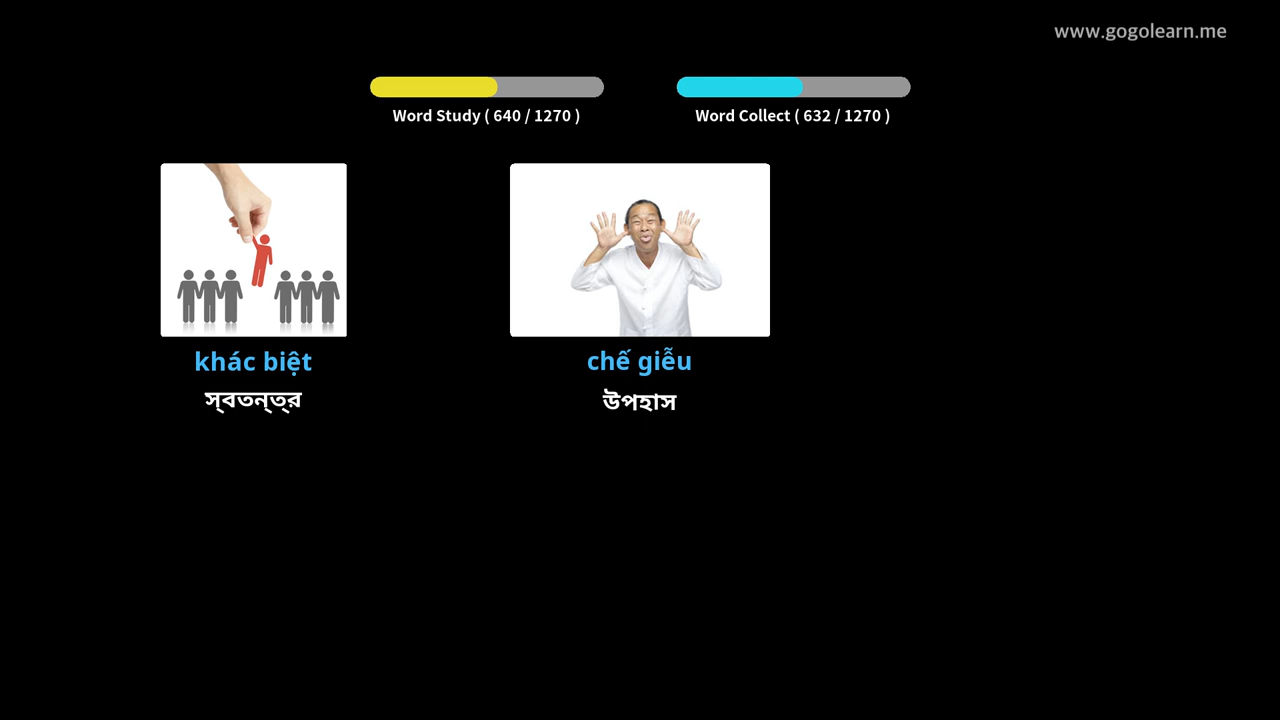 www.gogolearn.me
Word Study ( 640 / 1270 )
Word Collect ( 632 / 1270 )
khác biệt
স্‌বতন্‌ত্‌র
chế giễu
উপহাস